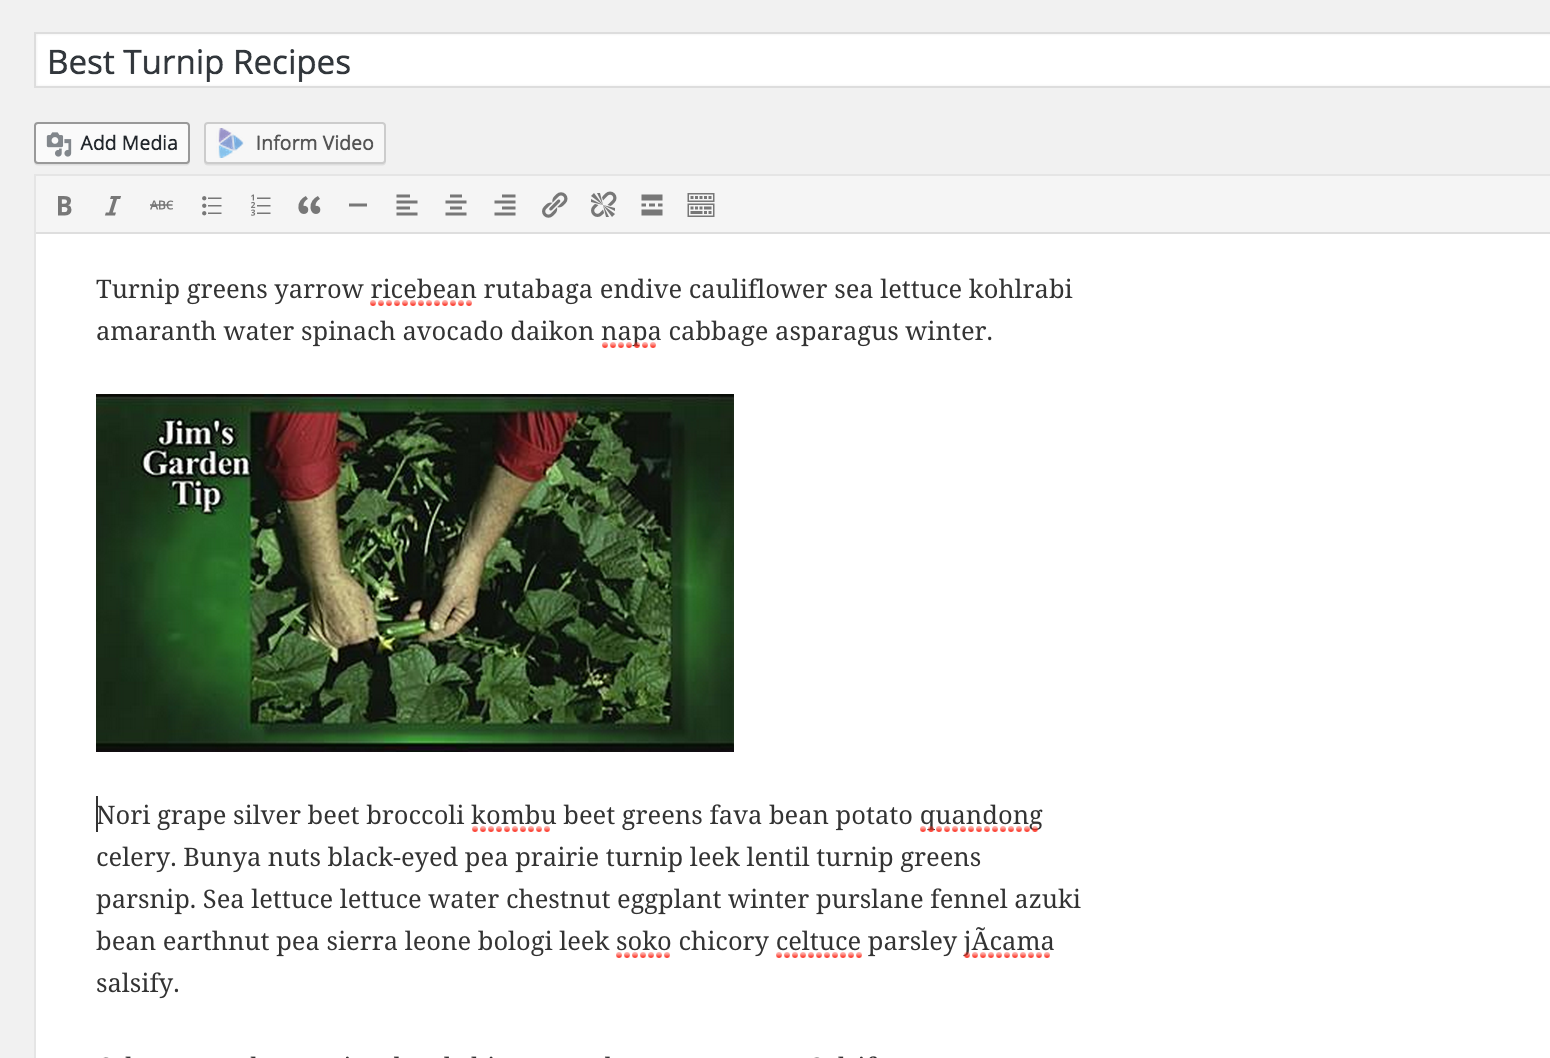 Best Turnip Recipes
Add Media
Inform Video
B I ABC
Turnip greens yarrow ricebean rutabaga endive cauliflower sea lettuce kohlrabi
amaranth water spinach avocado daikon napa cabbage asparagus winter.
Jim's
Garden
Tip
Nori grape silver beet broccoli kombu beet greens fava bean potato quandong
celery. Bunya nuts black-eyed pea prairie turnip leek lentil turnip greens
parsnip. Sea lettuce lettuce water chestnut eggplant winter purslane fennel azuki
bean earthnut pea sierra leone bologi leek soko chicory celtuce parsley jÃcama
salsify.